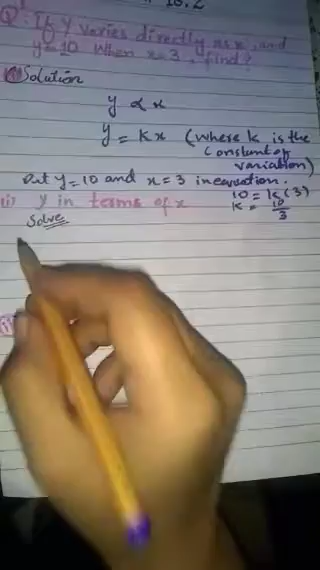 Q: If y varies directly as x, and
y=10 when x=3, find?
Solution
y ∝ x
y = kx (where k is the
constant of
variation)
Put y=10 and x=3 in equation.
10 = k(3)
k = 10/3
(ii) y in terms of x
Solve